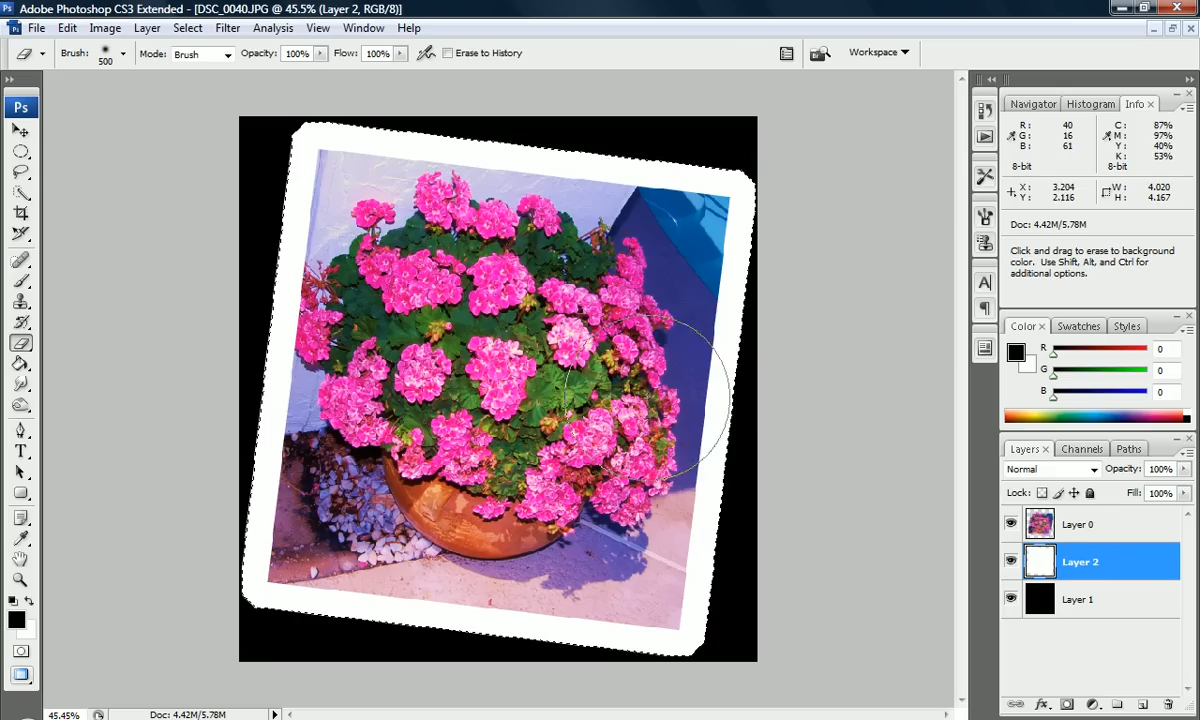 Ps Adobe Photoshop CS3 Extended - [DSC_0040.JPG @ 45.5% (Layer 2, RGB/8)]
Ps File Edit Image Layer Select Filter Analysis View Window Help
Brush: 500 Mode: Brush Opacity: 100% Flow: 100% Erase to History Workspace
Ps
Navigator Histogram Info
R: 40 C: 87%
G: 16 M: 97%
B: 61 Y: 40%
K: 53%
8-bit 8-bit
X: 3.204 W: 4.020
Y: 2.116 H: 4.167
Doc: 4.42M/5.78M
Click and drag to erase to background
color. Use Shift, Alt, and Ctrl for
additional options.
Color Swatches Styles
R 0
G 0
B 0
Layers Channels Paths
Normal Opacity: 100%
Lock: Fill: 100%
Layer 0
Layer 2
Layer 1
T
A
45.45% Doc: 4.42M/5.78M